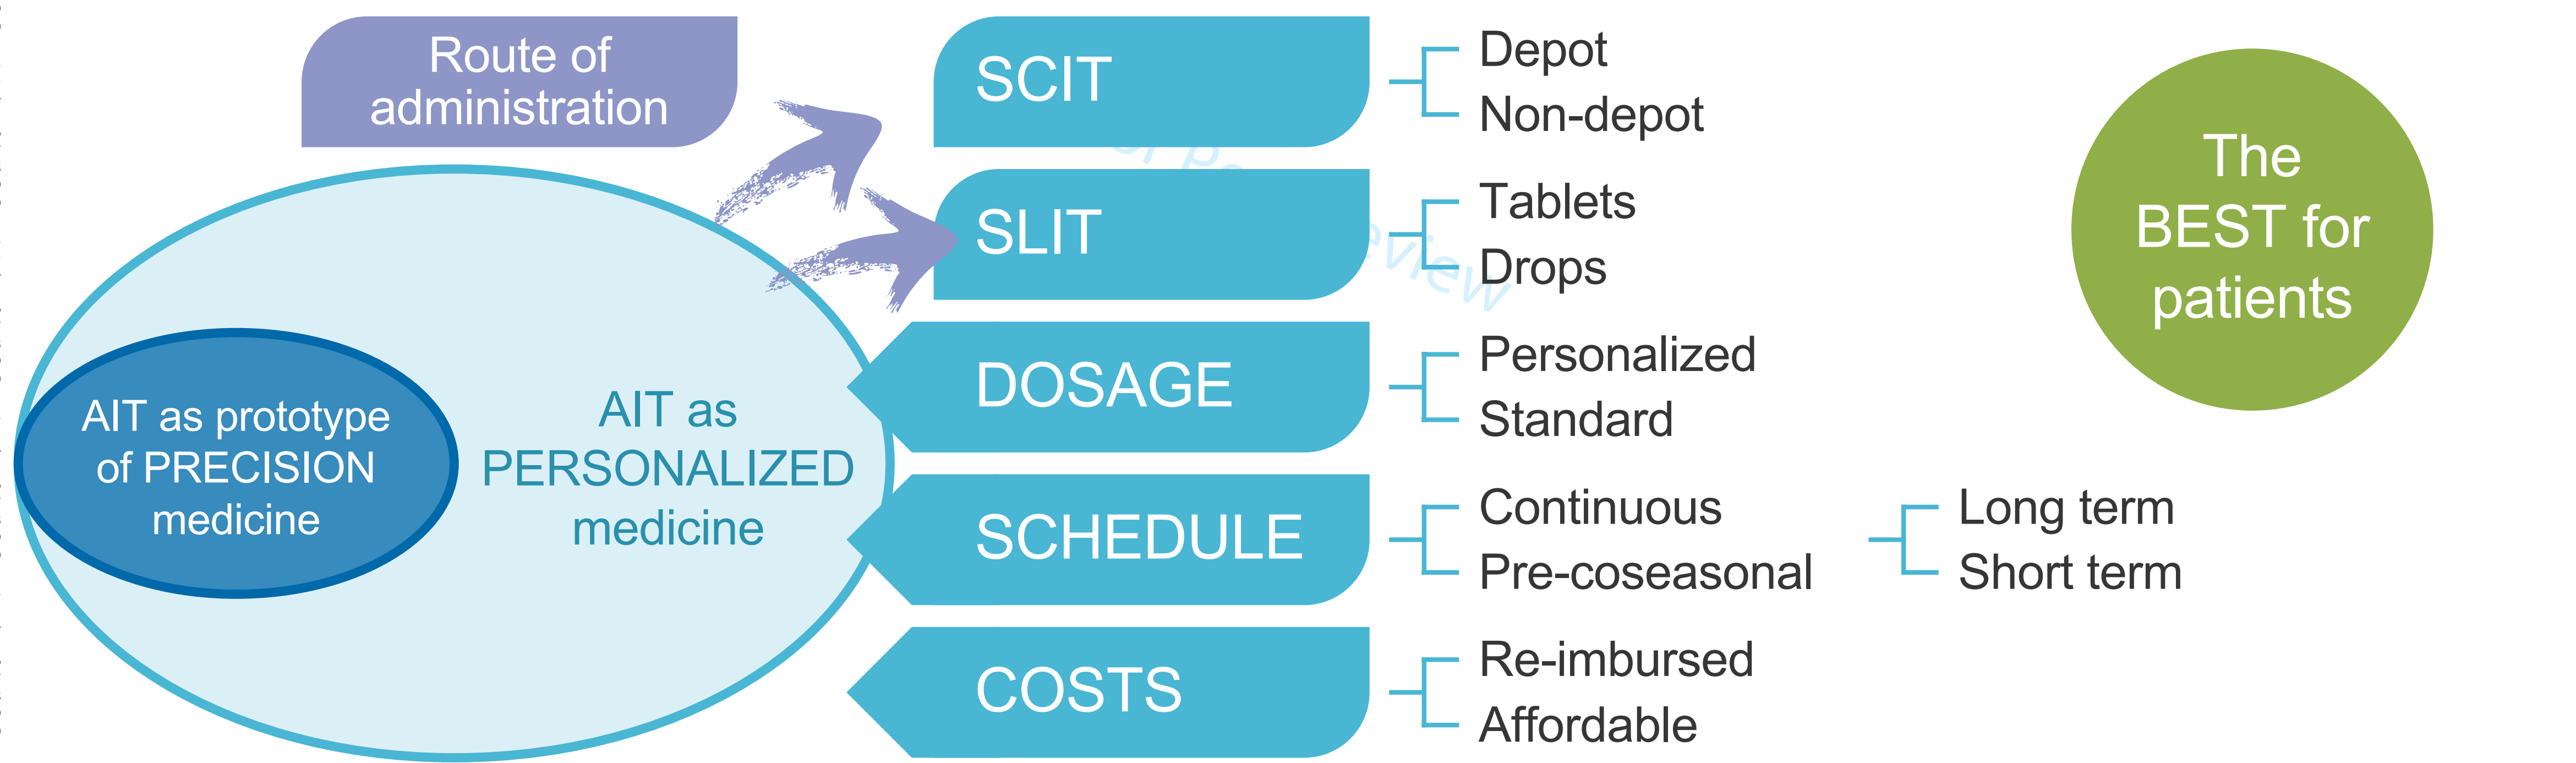 Route of
administration
SCIT
Depot
Non-depot
SLIT
Tablets
Drops
DOSAGE
Personalized
Standard
SCHEDULE
Continuous
Pre-coseasonal
Long term
Short term
COSTS
Re-imbursed
Affordable
The
BEST for
patients
AIT as prototype
of PRECISION
medicine
AIT as
PERSONALIZED
medicine